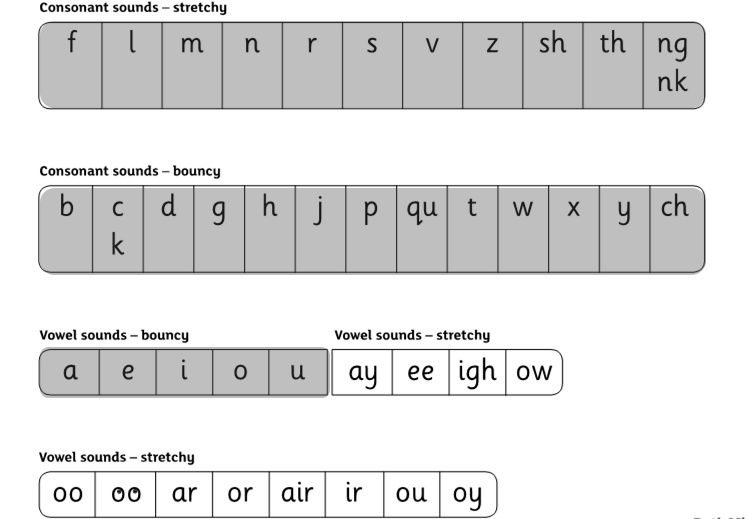 Consonant sounds – stretchy
f l m n r s v z sh th ng
nk
Consonant sounds – bouncy
b c d g h j p qu t w x y ch
k
Vowel sounds – bouncy Vowel sounds – stretchy
a e i o u ay ee igh ow
Vowel sounds – stretchy
oo oo ar or air ir ou oy